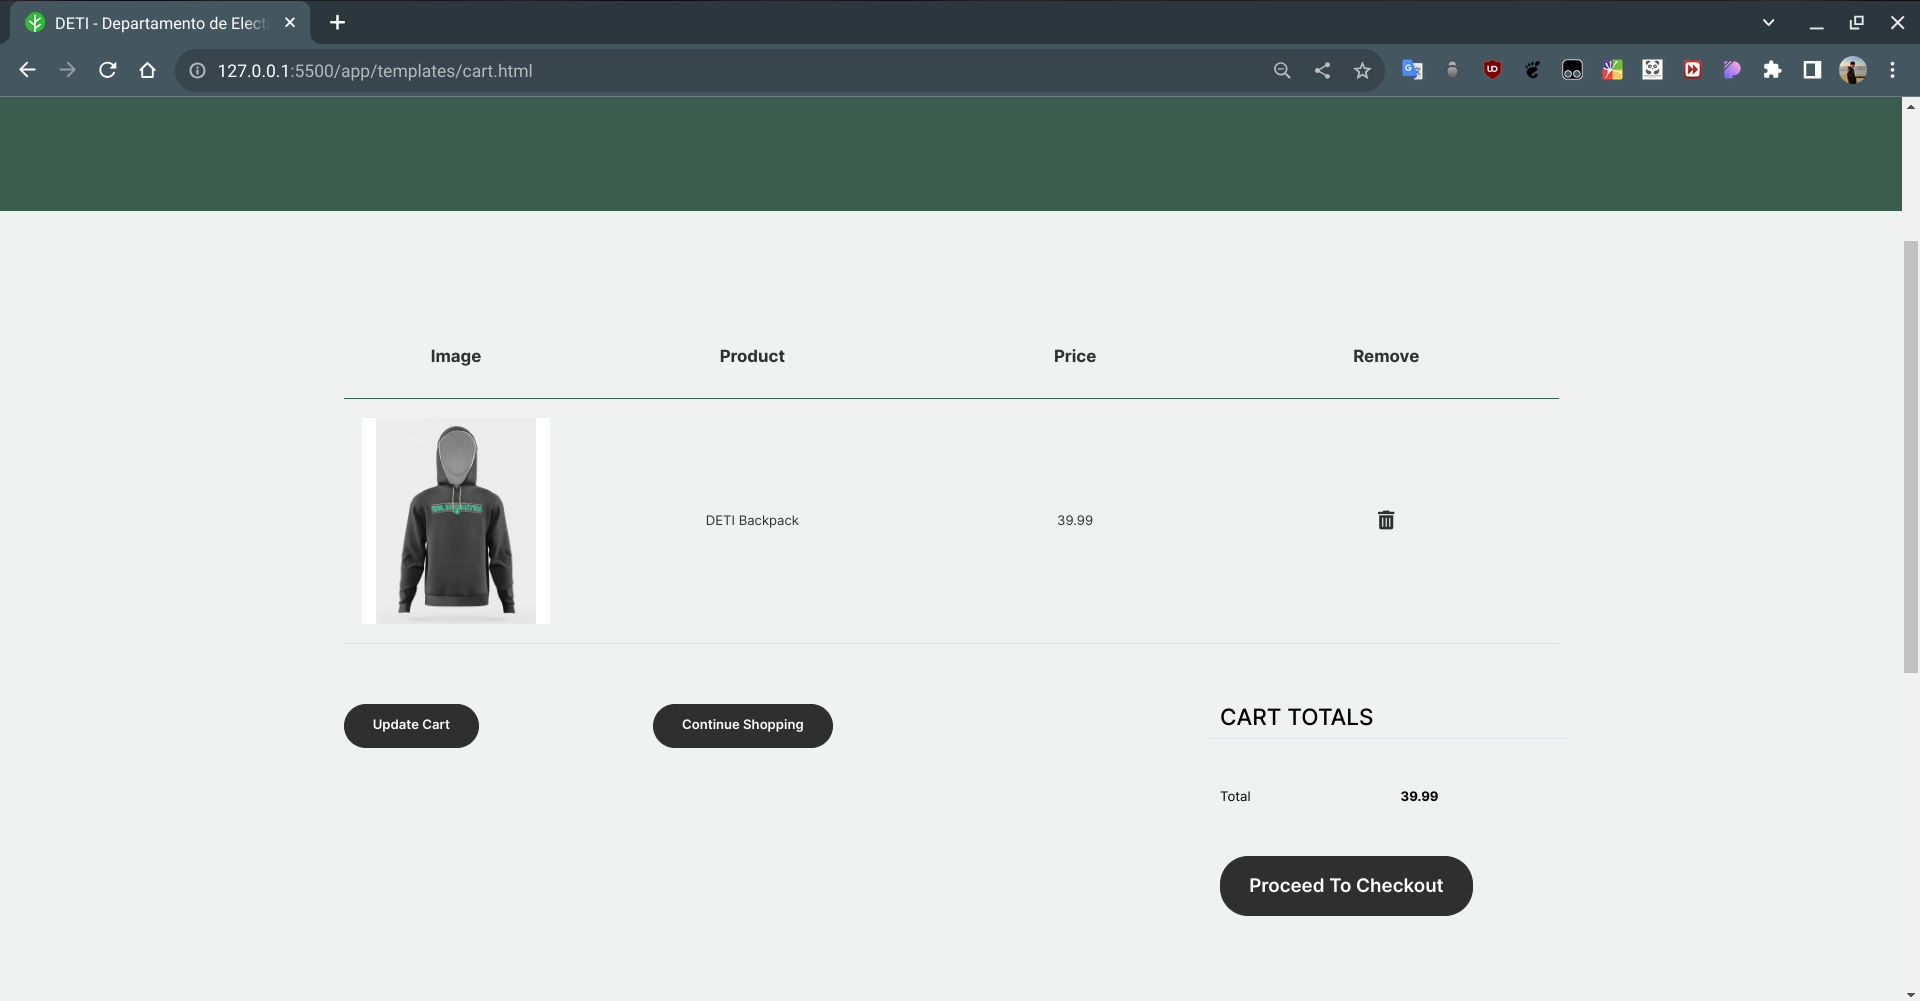 DETI - Departamento de Elect
127.0.0.1:5500/app/templates/cart.html
Image Product Price Remove
DETI Backpack 39.99
Update Cart Continue Shopping
CART TOTALS
Total 39.99
Proceed To Checkout